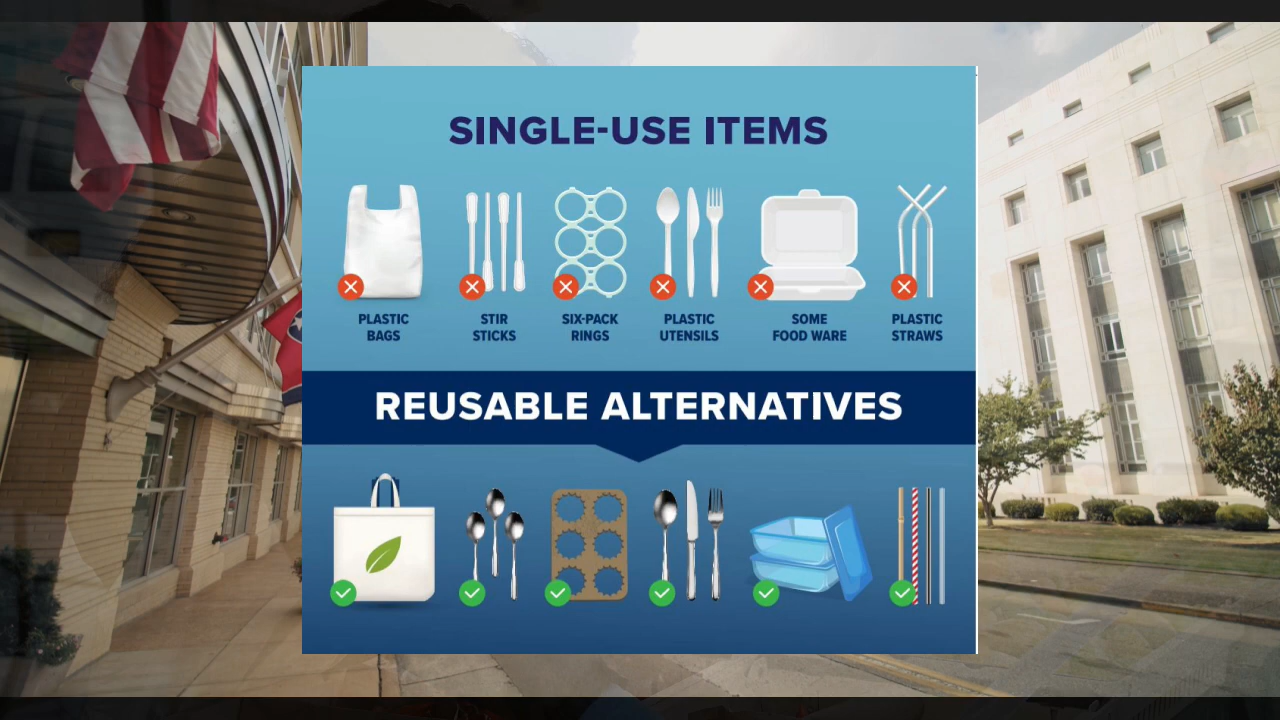 SINGLE-USE ITEMS
PLASTIC
BAGS
STIR
STICKS
SIX-PACK
RINGS
PLASTIC
UTENSILS
SOME
FOOD WARE
PLASTIC
STRAWS
REUSABLE ALTERNATIVES